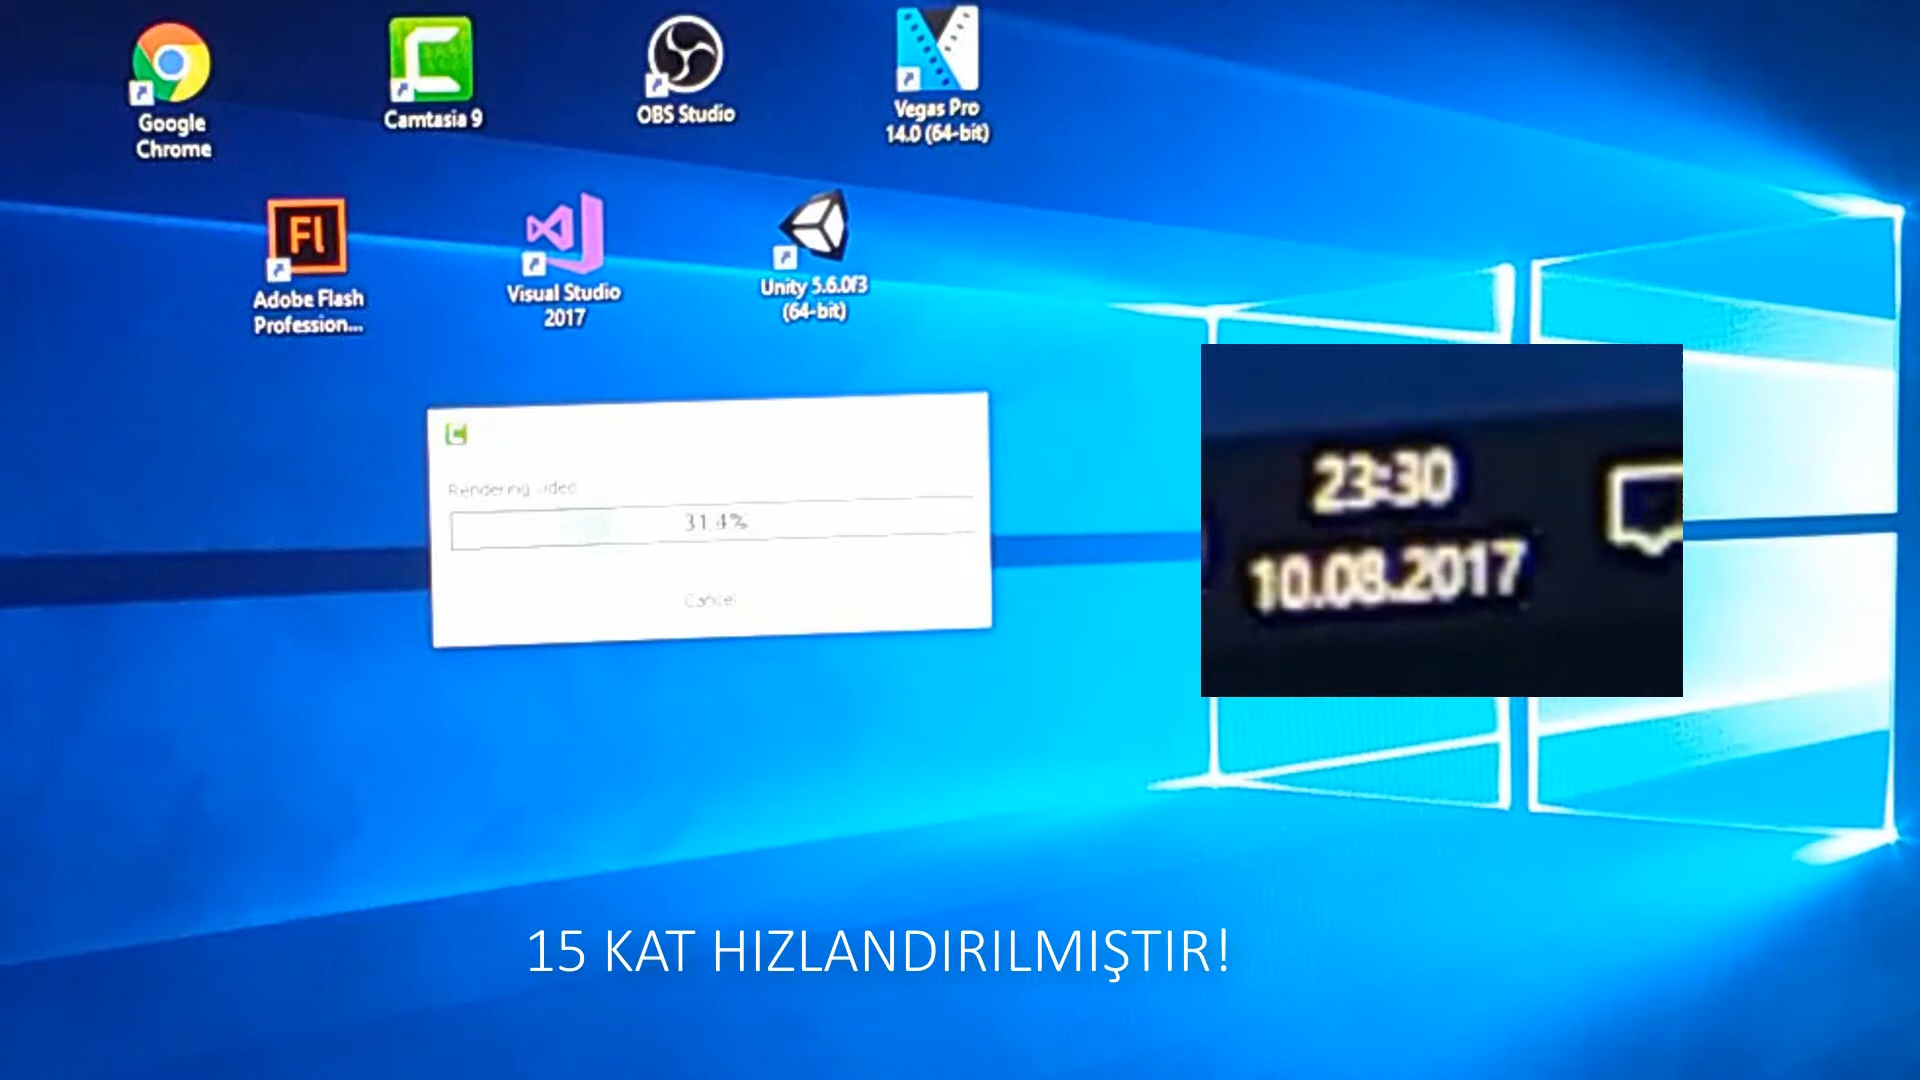 Google
Chrome
Camtasia 9
OBS Studio
Vegas Pro
14.0 (64-bit)
Adobe Flash
Profession...
Visual Studio
2017
Unity 5.6.0f3
(64-bit)
Rendering video
31.4%
Cancel
23:30
10.08.2017
15 KAT HIZLANDIRILMIŞTIR!